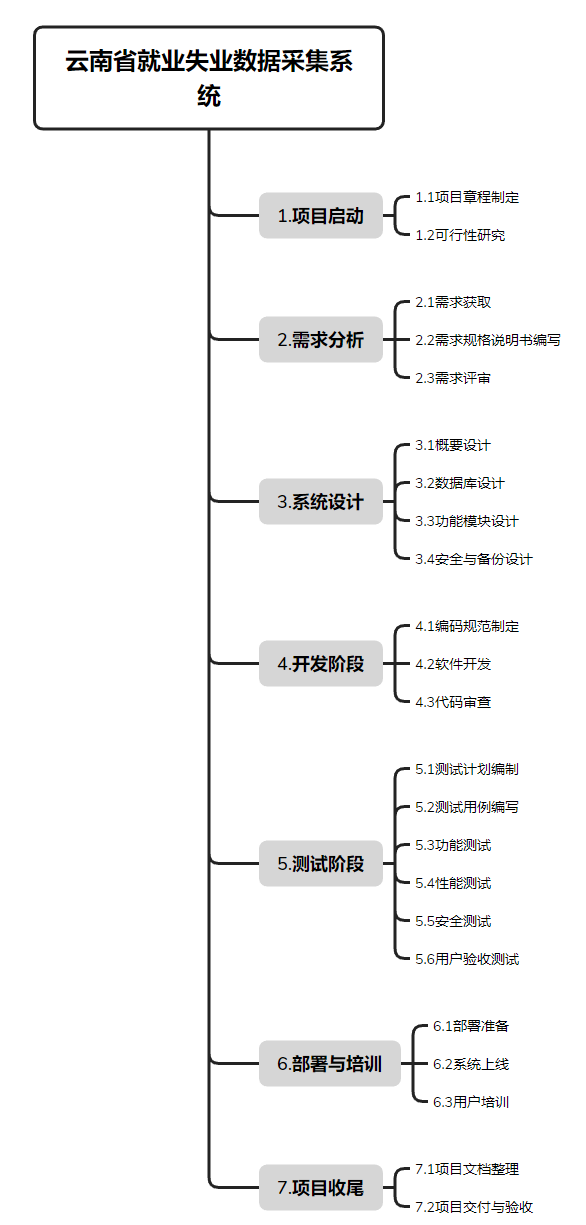 云南省就业失业数据采集系
统
1.项目启动
1.1项目章程制定
1.2可行性研究
2.需求分析
2.1需求获取
2.2需求规格说明书编写
2.3需求评审
3.系统设计
3.1概要设计
3.2数据库设计
3.3功能模块设计
3.4安全与备份设计
4.开发阶段
4.1编码规范制定
4.2软件开发
4.3代码审查
5.测试阶段
5.1测试计划编制
5.2测试用例编写
5.3功能测试
5.4性能测试
5.5安全测试
5.6用户验收测试
6.部署与培训
6.1部署准备
6.2系统上线
6.3用户培训
7.项目收尾
7.1项目文档整理
7.2项目交付与验收